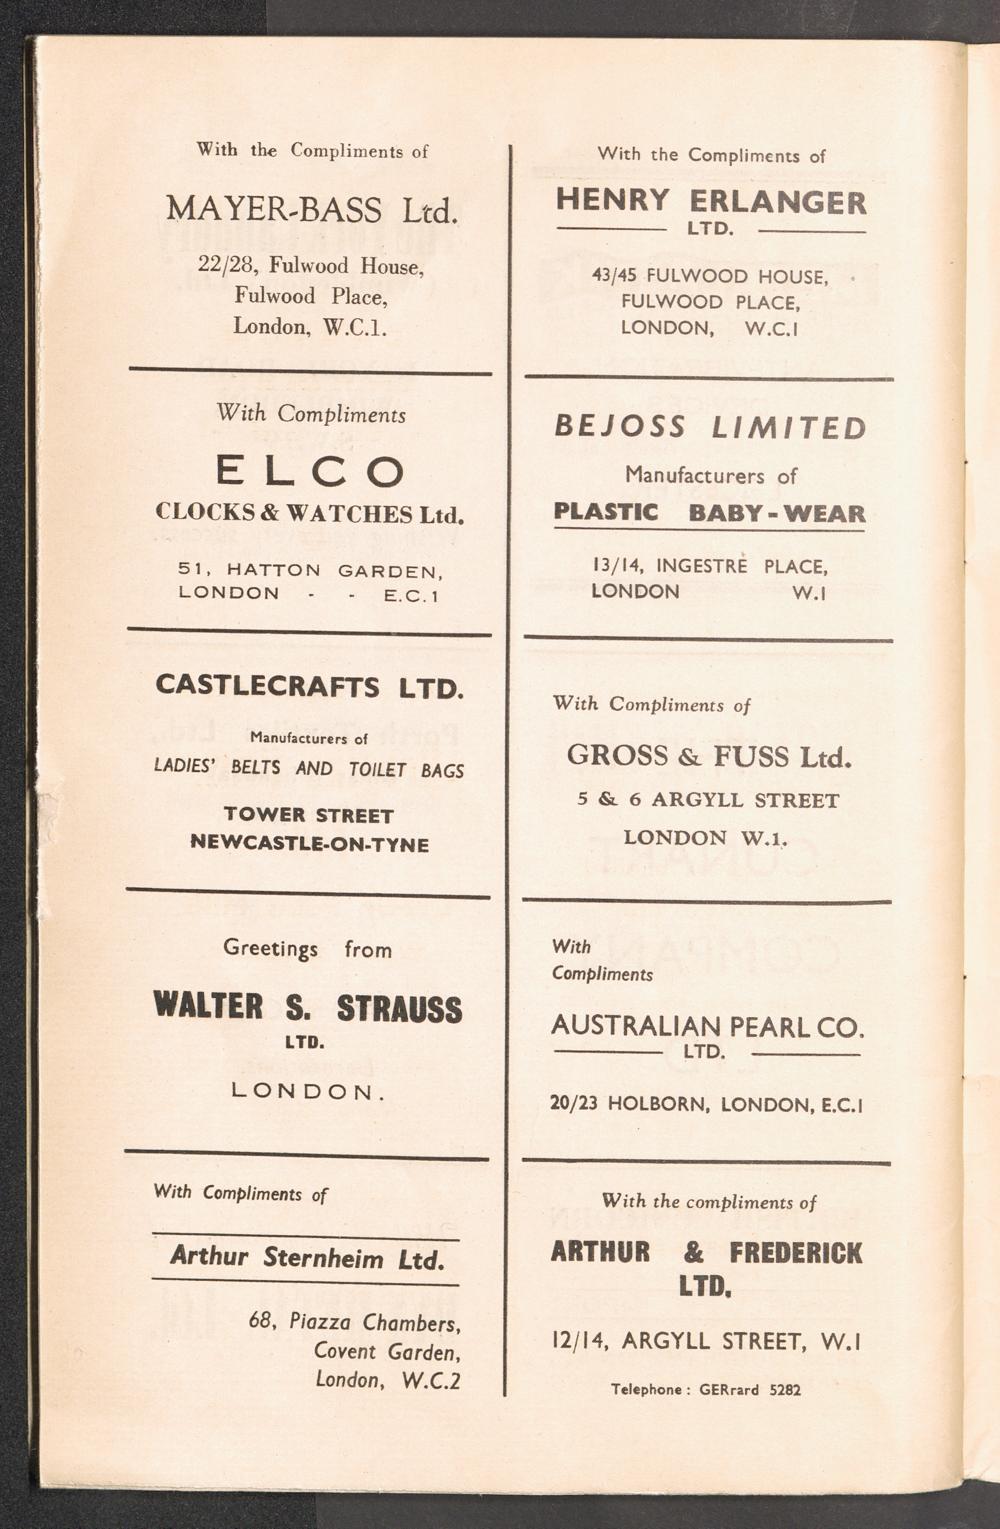 With the Compliments of
MAYER-BASS Ltd.
22/28, Fulwood House,
Fulwood Place,
London, W.C.1.
With Compliments
ELCO
CLOCKS & WATCHES Ltd.
51, HATTON GARDEN,
LONDON - - E.C.1
CASTLECRAFTS LTD.
Manufacturers of
LADIES' BELTS AND TOILET BAGS
TOWER STREET
NEWCASTLE-ON-TYNE
Greetings from
WALTER S. STRAUSS
LTD.
LONDON.
With Compliments of
Arthur Sternheim Ltd.
68, Piazza Chambers,
Covent Garden,
London, W.C.2
With the Compliments of
HENRY ERLANGER
LTD.
43/45 FULWOOD HOUSE,
FULWOOD PLACE,
LONDON, W.C.1
BEJOSS LIMITED
Manufacturers of
PLASTIC BABY-WEAR
13/14, INGESTRE PLACE,
LONDON W.1
With Compliments of
GROSS & FUSS Ltd.
5 & 6 ARGYLL STREET
LONDON W.1.
With
Compliments
AUSTRALIAN PEARL CO.
LTD.
20/23 HOLBORN, LONDON, E.C.1
With the compliments of
ARTHUR & FREDERICK
LTD.
12/14, ARGYLL STREET, W.1
Telephone : GERrard 5282